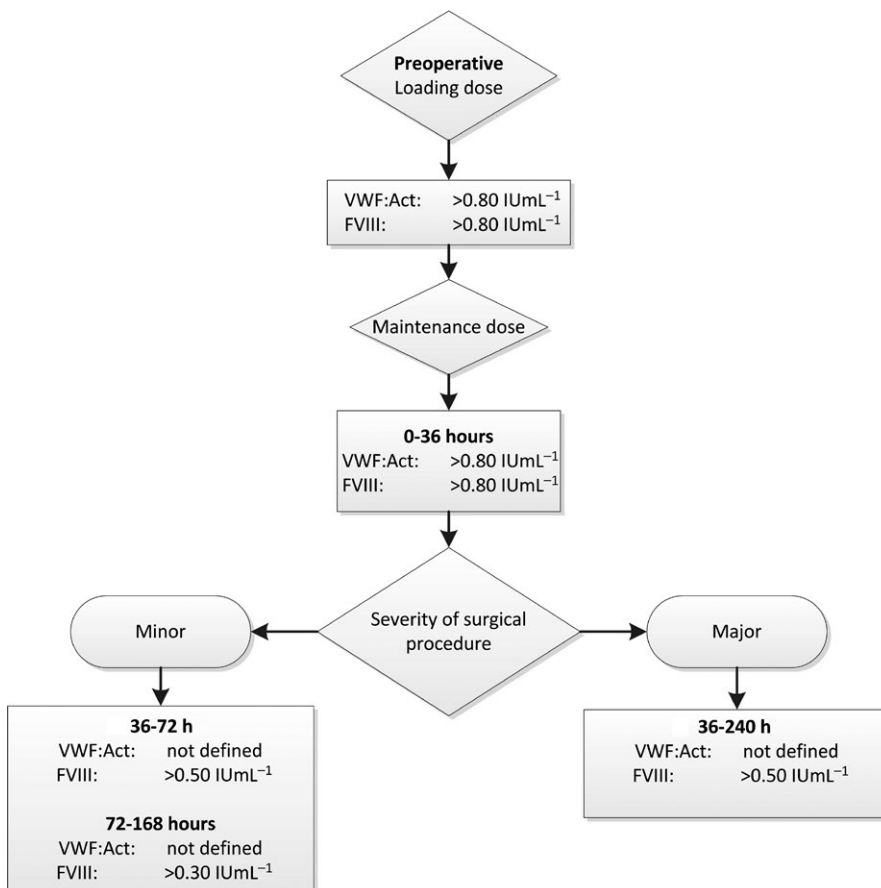 Preoperative
Loading dose
VWF:Act: >0.80 IUmL⁻¹
FVIII: >0.80 IUmL⁻¹
Maintenance dose
0-36 hours
VWF:Act: >0.80 IUmL⁻¹
FVIII: >0.80 IUmL⁻¹
Severity of surgical
procedure
Minor
Major
36-72 h
VWF:Act: not defined
FVIII: >0.50 IUmL⁻¹
72-168 hours
VWF:Act: not defined
FVIII: >0.30 IUmL⁻¹
36-240 h
VWF:Act: not defined
FVIII: >0.50 IUmL⁻¹